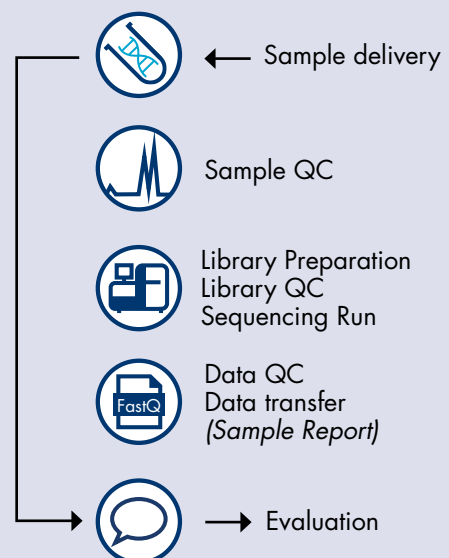 Sample delivery
Sample QC
Library Preparation
Library QC
Sequencing Run
Data QC
Data transfer
(Sample Report)
FastQ
Evaluation